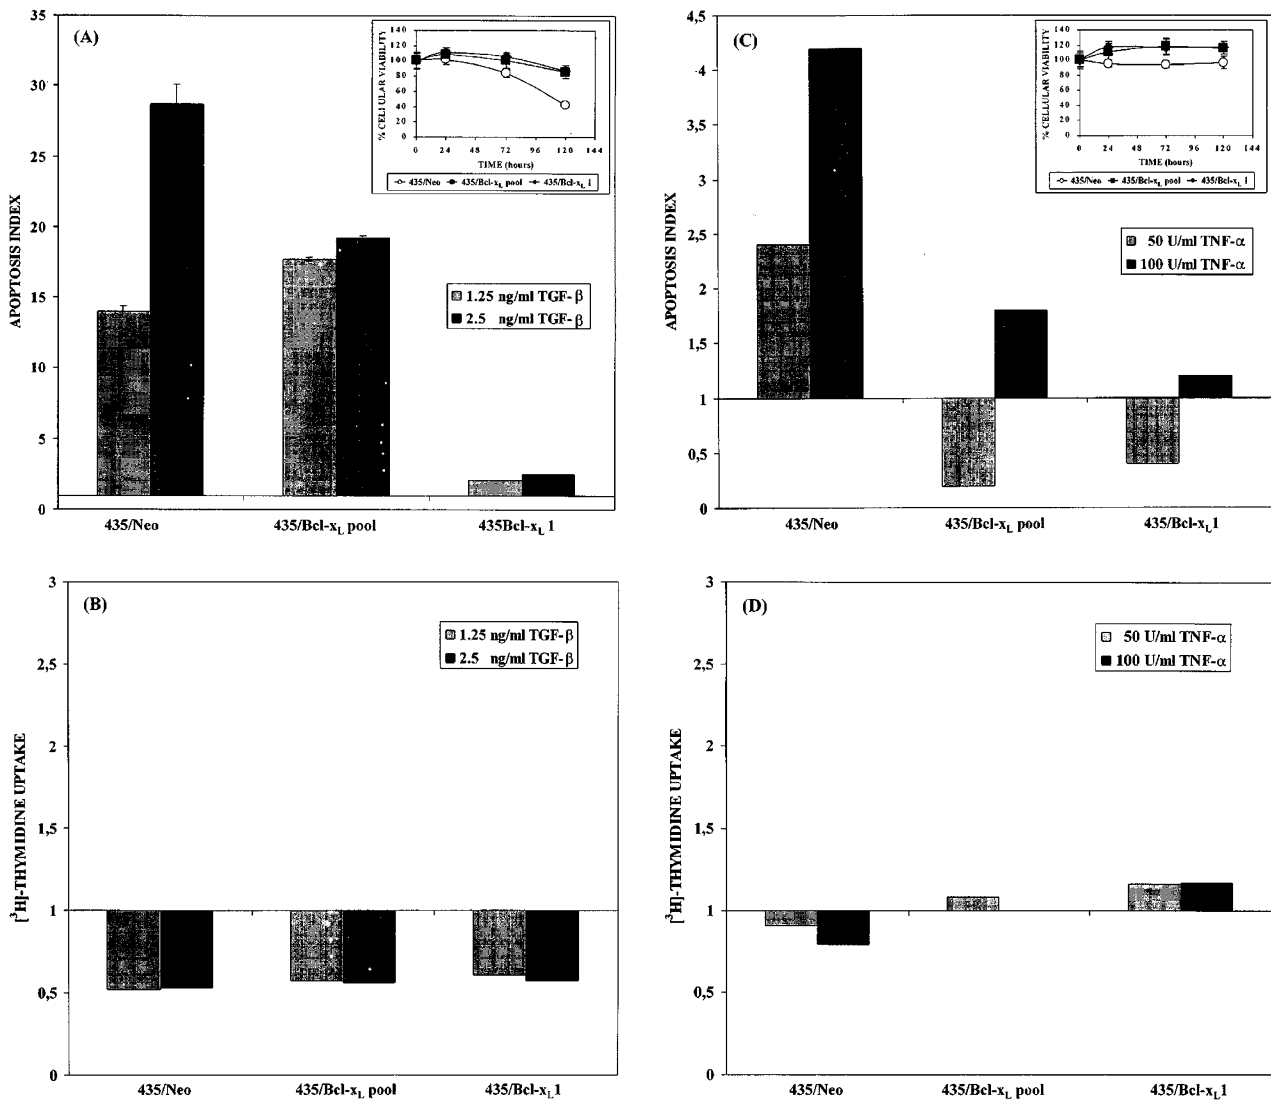 (A)
APOPTOSIS INDEX
35
30
25
20
15
10
5
0
435/Neo
435/Bcl-xL pool
435Bcl-xL 1
1.25 ng/ml TGF-β
2.5 ng/ml TGF-β
% CELLULAR VIABILITY
140
120
100
80
60
40
20
0
0 24 48 72 96 120 144
TIME (hours)
435/Neo 435/Bcl-xL pool 435/Bcl-xL 1
(C)
APOPTOSIS INDEX
4,5
4
3,5
3
2,5
2
1,5
1
0,5
0
435/Neo
435/Bcl-xL pool
435/Bcl-xL1
50 U/ml TNF-α
100 U/ml TNF-α
% CELLULAR VIABILITY
140
120
100
80
60
40
20
0
0 24 48 72 96 120 144
TIME (hours)
435/Neo 435/Bcl-xL pool 435/Bcl-xL 1
(B)
[³H]-THYMIDINE UPTAKE
3
2,5
2
1,5
1
0,5
0
435/Neo
435/Bcl-xL pool
435/Bcl-xL1
1.25 ng/ml TGF-β
2.5 ng/ml TGF-β
(D)
[³H]-THYMIDINE UPTAKE
3
2,5
2
1,5
1
0,5
0
435/Neo
435/Bcl-xL pool
435/Bcl-xL1
50 U/ml TNF-α
100 U/ml TNF-α